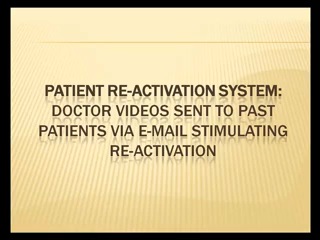 PATIENT RE-ACTIVATION SYSTEM:
DOCTOR VIDEOS SENT TO PAST
PATIENTS VIA E-MAIL STIMULATING
RE-ACTIVATION